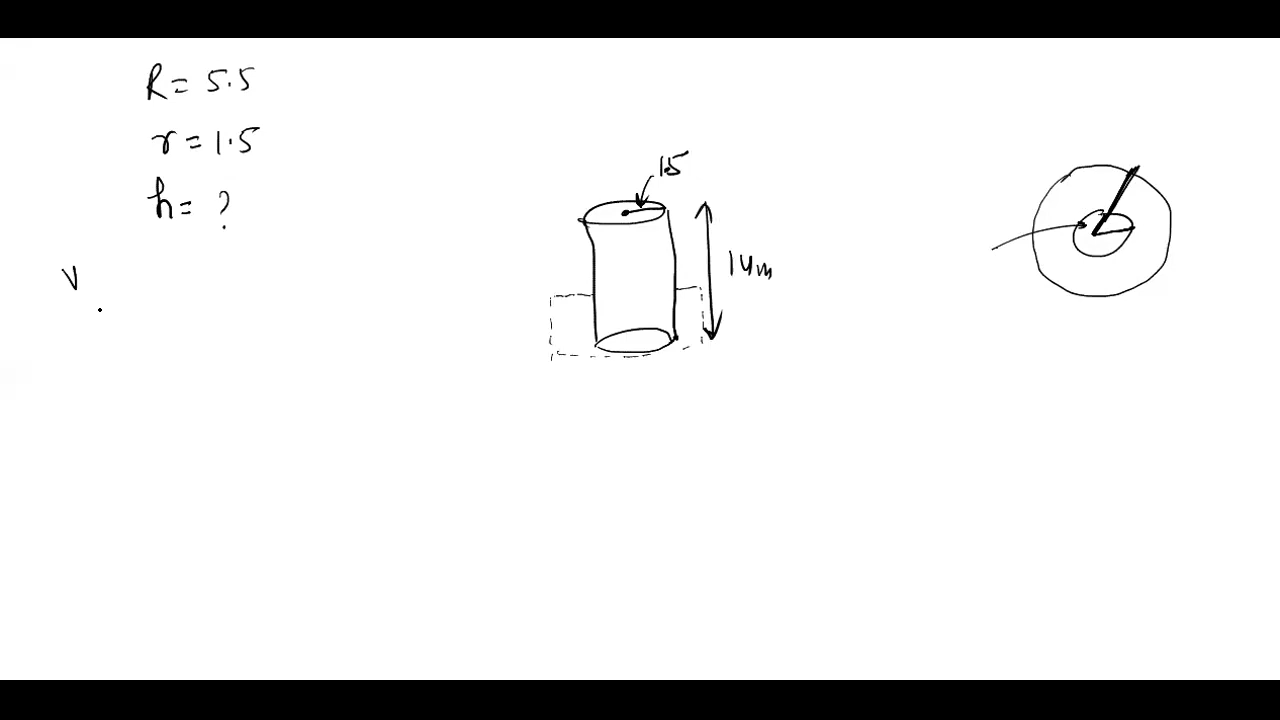 R = 5.5
r = 1.5
h = ?
V
1.5
14m